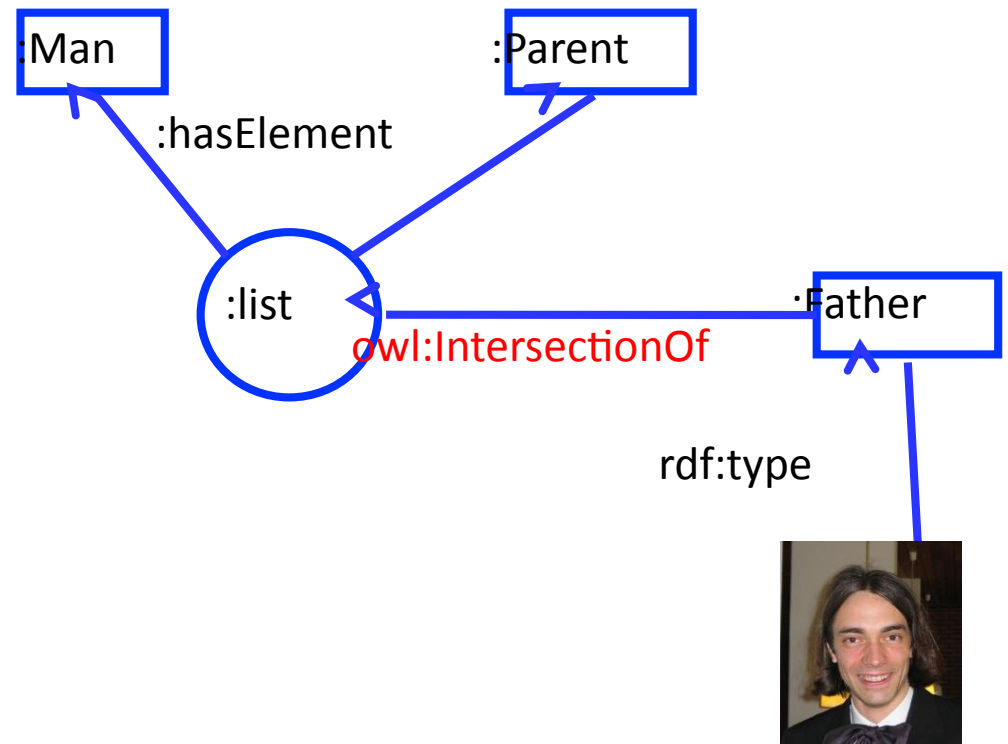 :Man
:Parent
:hasElement
:list
:Father
owl:IntersectionOf
rdf:type